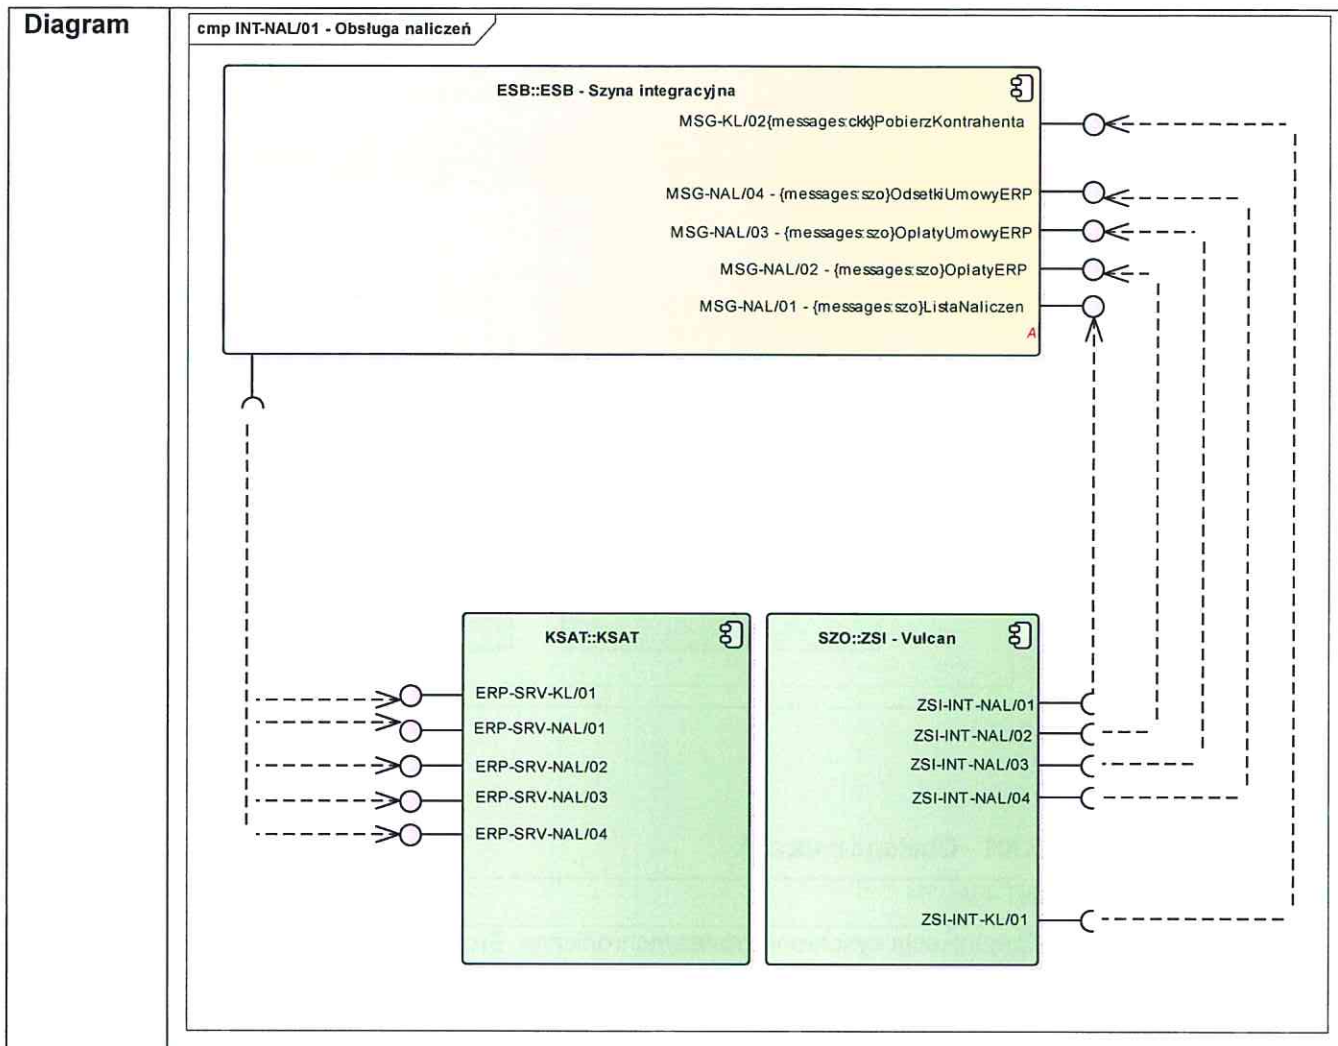 Diagram
cmp INT-NAL/01 - Obsługa naliczeń
ESB::ESB - Szyna integracyjna
MSG-KL/02{messages:ckk}PobierzKontrahenta
MSG-NAL/04 - {messages:szo}OdsetkiUmowyERP
MSG-NAL/03 - {messages:szo}OplatyUmowyERP
MSG-NAL/02 - {messages:szo}OplatyERP
MSG-NAL/01 - {messages:szo}ListaNaliczen
A
KSAT::KSAT
ERP-SRV-KL/01
ERP-SRV-NAL/01
ERP-SRV-NAL/02
ERP-SRV-NAL/03
ERP-SRV-NAL/04
SZO::ZSI - Vulcan
ZSI-INT-NAL/01
ZSI-INT-NAL/02
ZSI-INT-NAL/03
ZSI-INT-NAL/04
ZSI-INT-KL/01